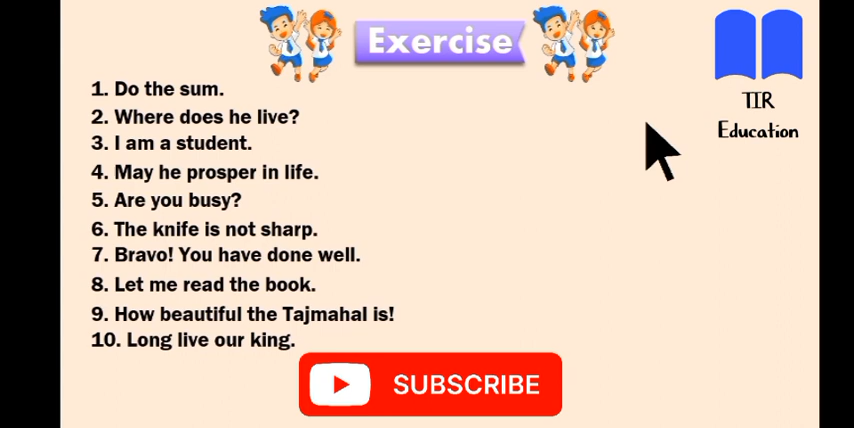 Exercise
TIR
Education
1. Do the sum.
2. Where does he live?
3. I am a student.
4. May he prosper in life.
5. Are you busy?
6. The knife is not sharp.
7. Bravo! You have done well.
8. Let me read the book.
9. How beautiful the Tajmahal is!
10. Long live our king.
SUBSCRIBE